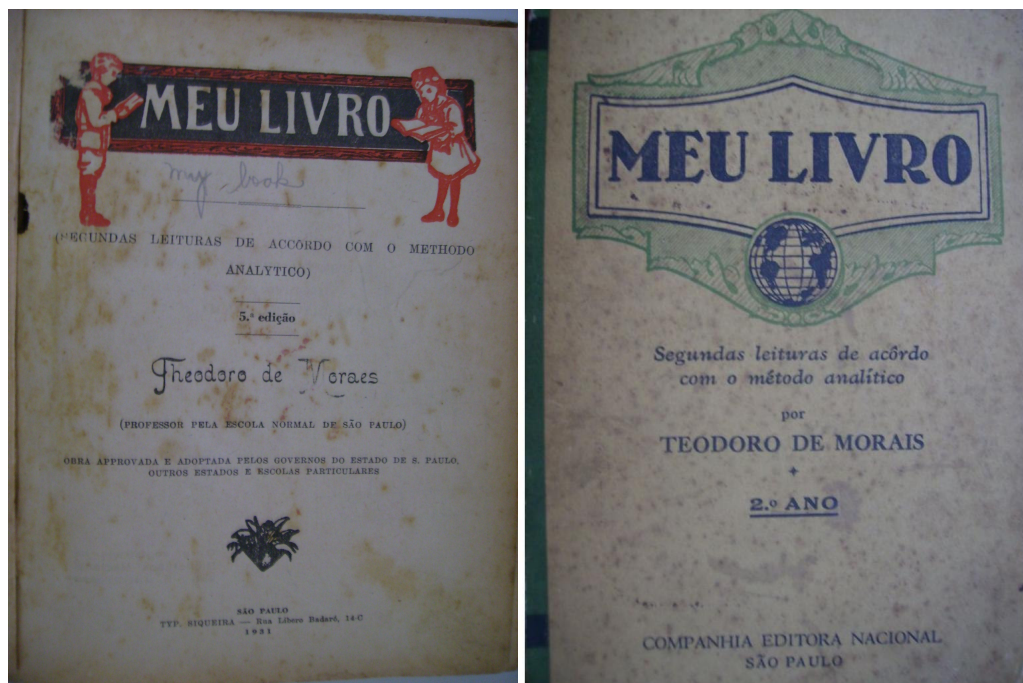 MEU LIVRO
my book
(SEGUNDAS LEITURAS DE ACCÔRDO COM O METHODO
ANALYTICO)
5.ª edição
Theodoro de Moraes
(PROFESSOR PELA ESCOLA NORMAL DE SÃO PAULO)
OBRA APPROVADA E ADOPTADA PELOS GOVERNOS DO ESTADO DE S. PAULO,
OUTROS ESTADOS E ESCOLAS PARTICULARES
SÃO PAULO
TYP. SIQUEIRA — Rua Libero Badaró, 14-C
1921
MEU LIVRO
Segundas leituras de acôrdo
com o método analítico
por
TEODORO DE MORAIS
2.º ANO
COMPANHIA EDITORA NACIONAL
SÃO PAULO